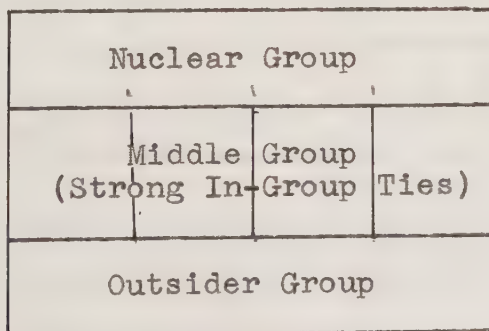 Nuclear Group
Middle Group
(Strong In-Group Ties)
Outsider Group